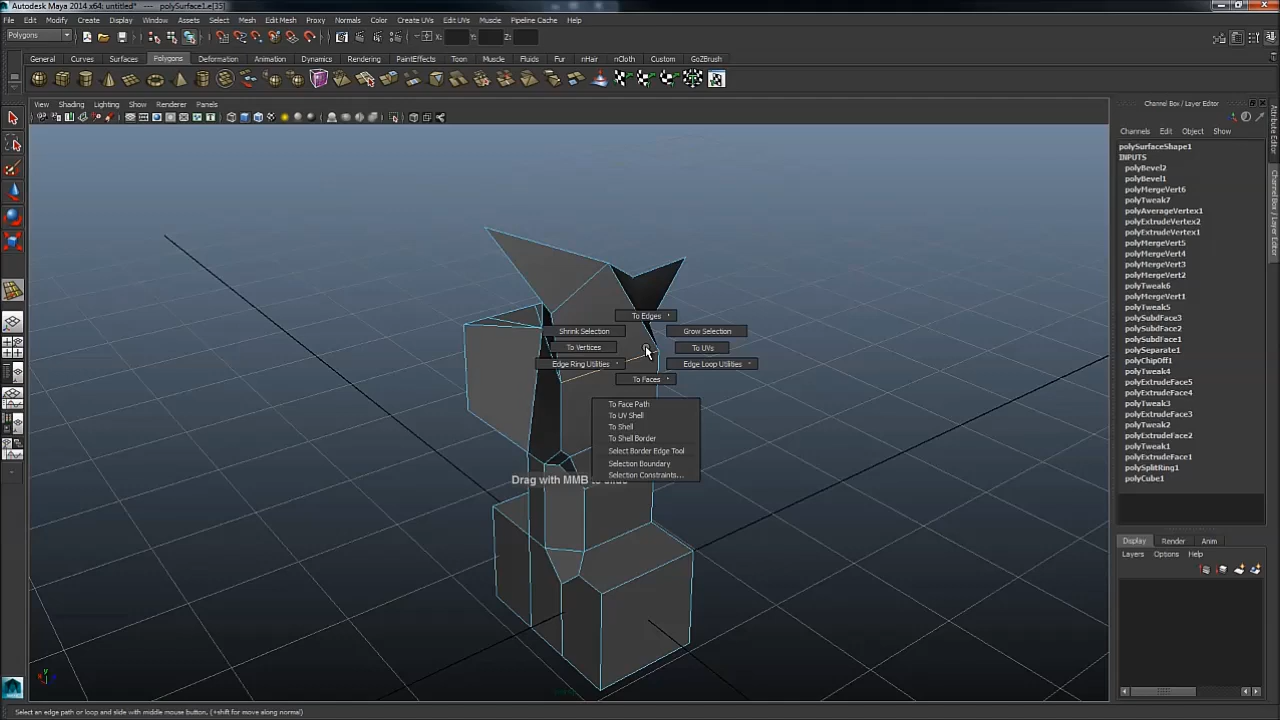 Autodesk Maya 2014 x64: untitled* --- polySurface1.e[35]
File Edit Modify Create Display Window Assets Select Mesh Edit Mesh Proxy Normals Color Create UVs Edit UVs Muscle Pipeline Cache Help
Polygons X: Y: Z:
General Curves Surfaces Polygons Deformation Animation Dynamics Rendering PaintEffects Toon Muscle Fluids Fur nHair nCloth Custom GoZBrush
View Shading Lighting Show Renderer Panels
Channel Box / Layer Editor
Channels Edit Object Show
polySurfaceShape1
INPUTS
polyBevel2
polyBevel1
polyMergeVert6
polyTweak7
polyAverageVertex1
polyExtrudeVertex2
polyExtrudeVertex1
polyMergeVert5
polyMergeVert4
polyMergeVert3
polyMergeVert2
polyTweak6
polyMergeVert1
polyTweak5
polySubdFace3
polySubdFace2
polySubdFace1
polySeparate1
polyChipOff1
polyTweak4
polyExtrudeFace5
polyExtrudeFace4
polyTweak3
polyExtrudeFace3
polyTweak2
polyExtrudeFace2
polyTweak1
polyExtrudeFace1
polySplitRing1
polyCube1
Attribute Editor
Channel Box / Layer Editor
To Edges
Shrink Selection Grow Selection
To Vertices To UVs
Edge Ring Utilities Edge Loop Utilities
To Faces
To Face Path
To UV Shell
To Shell
To Shell Border
Select Border Edge Tool
Selection Boundary
Selection Constraints...
Drag with MMB to slide
Display Render Anim
Layers Options Help
Select an edge path or loop and slide with middle mouse button. (+shift for move along normal)